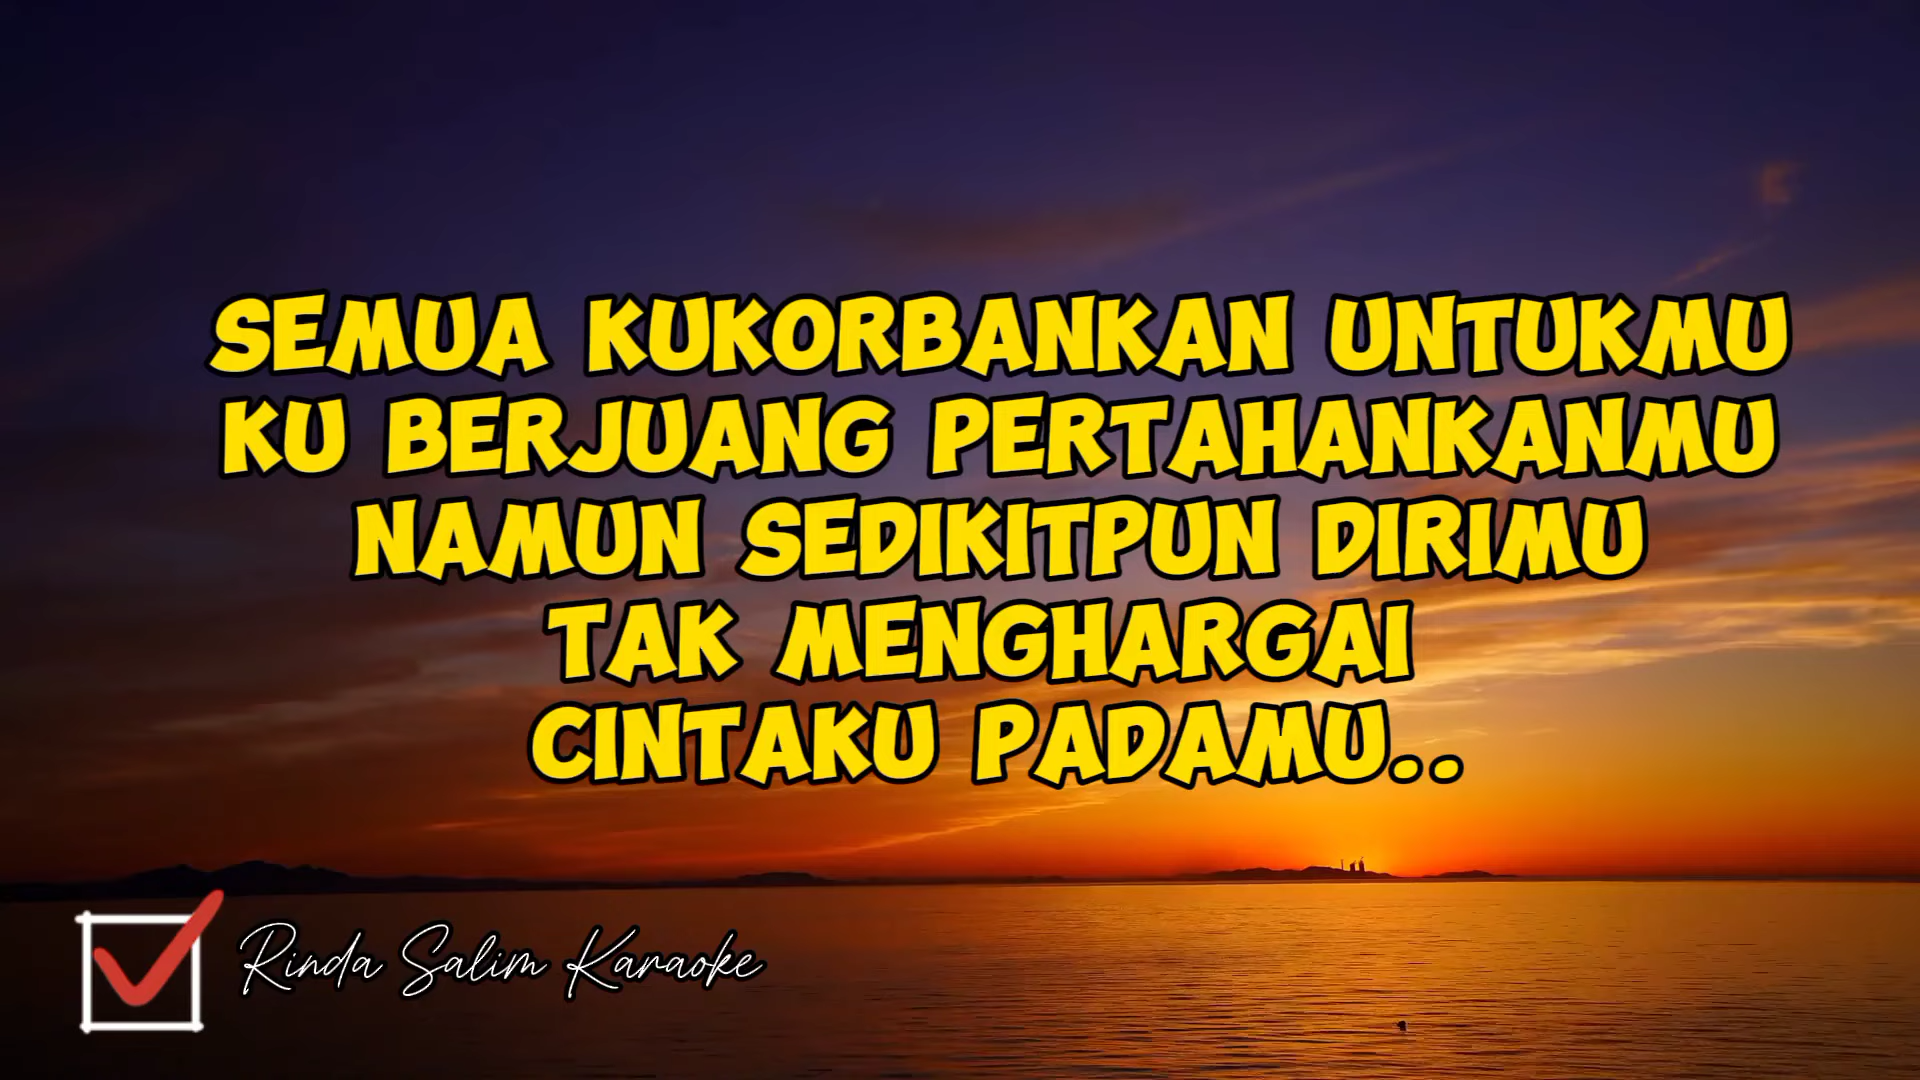 SEMUA KUKORBANKAN UNTUKMU
KU BERJUANG PERTAHANKANMU
NAMUN SEDIKITPUN DIRIMU
TAK MENGHARGAI
CINTAKU PADAMU..
Rinda Salim Karaoke